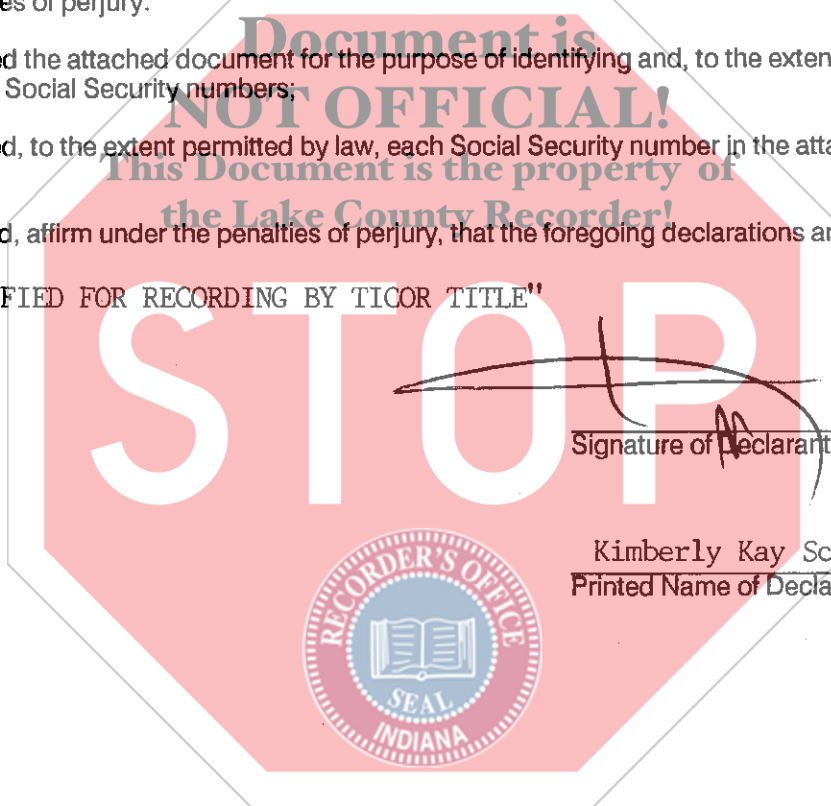 es of perjury:
Document is
ed the attached document for the purpose of identifying and, to the exten
Social Security numbers;
NOT OFFICIAL!
ed, to the extent permitted by law, each Social Security number in the atta
This Document is the property of
the Lake County Recorder!
d, affirm under the penalties of perjury, that the foregoing declarations ar
FIED FOR RECORDING BY TICOR TITLE"
STOP
Signature of Declarant
Kimberly Kay Sc
Printed Name of Decla
RECORDER'S OFFICE
SEAL
INDIANA